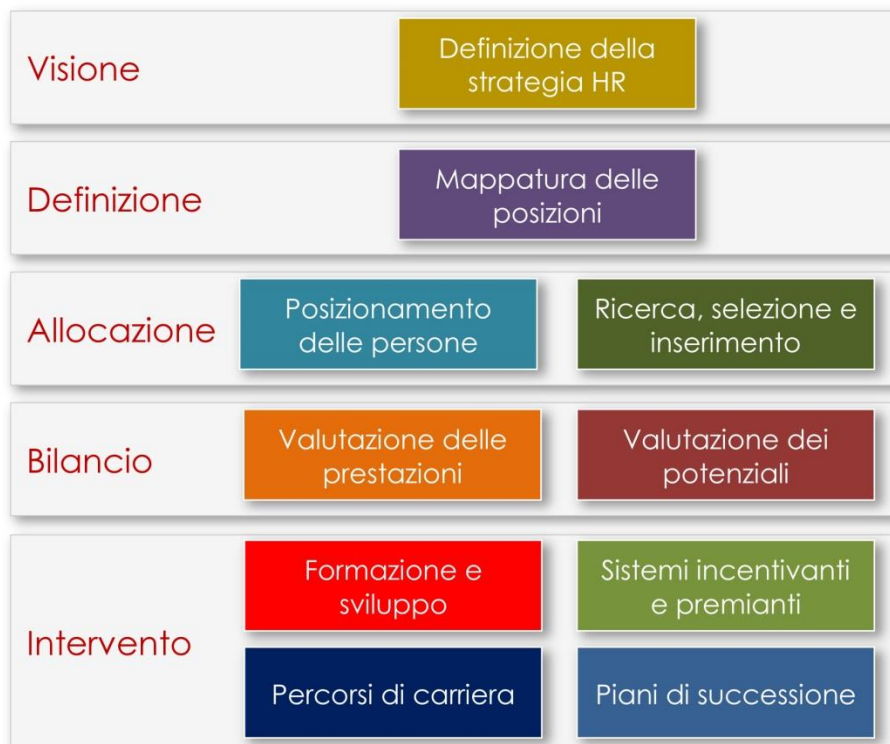 Visione
Definizione della
strategia HR
Definizione
Mappatura delle
posizioni
Allocazione
Posizionamento
delle persone
Ricerca, selezione e
inserimento
Bilancio
Valutazione delle
prestazioni
Valutazione dei
potenziali
Intervento
Formazione e
sviluppo
Sistemi incentivanti
e premianti
Percorsi di carriera
Piani di successione